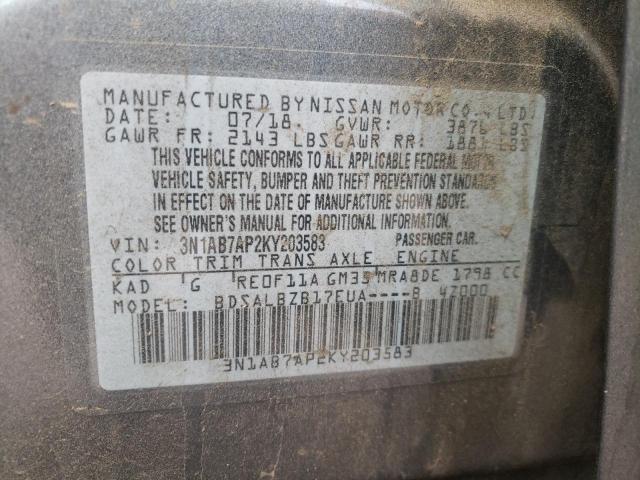 MANUFACTURED BY NISSAN MOTOR CO., LTD.
DATE: 07/18 GVWR: 3876 LBS
GAWR FR: 2143 LBS GAWR RR: 1881 LBS
THIS VEHICLE CONFORMS TO ALL APPLICABLE FEDERAL MOTOR
VEHICLE SAFETY, BUMPER AND THEFT PREVENTION STANDARDS
IN EFFECT ON THE DATE OF MANUFACTURE SHOWN ABOVE.
SEE OWNER'S MANUAL FOR ADDITIONAL INFORMATION.
VIN: 3N1AB7AP2KY203583 PASSENGER CAR.
COLOR TRIM TRANS AXLE ENGINE
KAD G RE0F11A GM35 MRA8DE 1798 CC
MODEL: BDSALBZB17EUA----B 4Z000
3N1AB7AP2KY203583